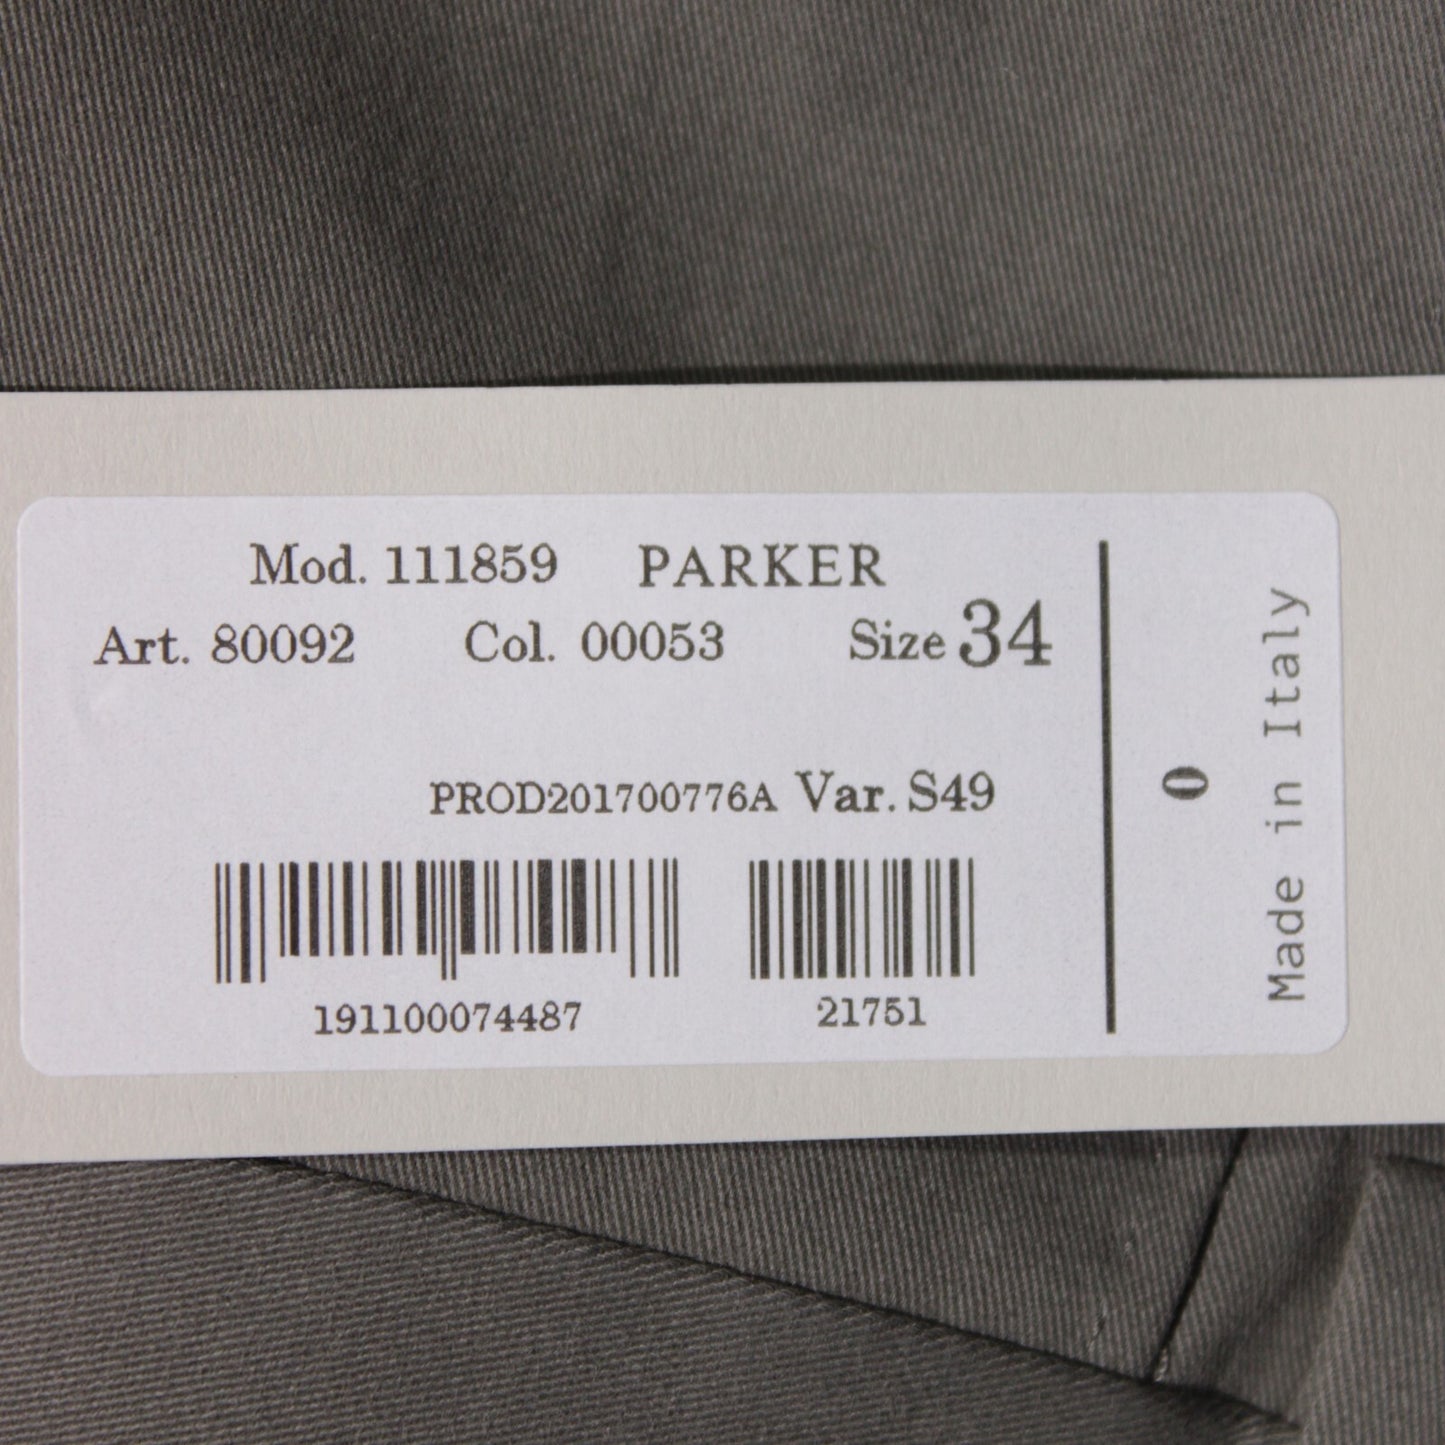 Mod. 111859 PARKER
Art. 80092 Col. 00053 Size 34
PROD201700776A Var. S49
191100074487 21751
0
Made in Italy